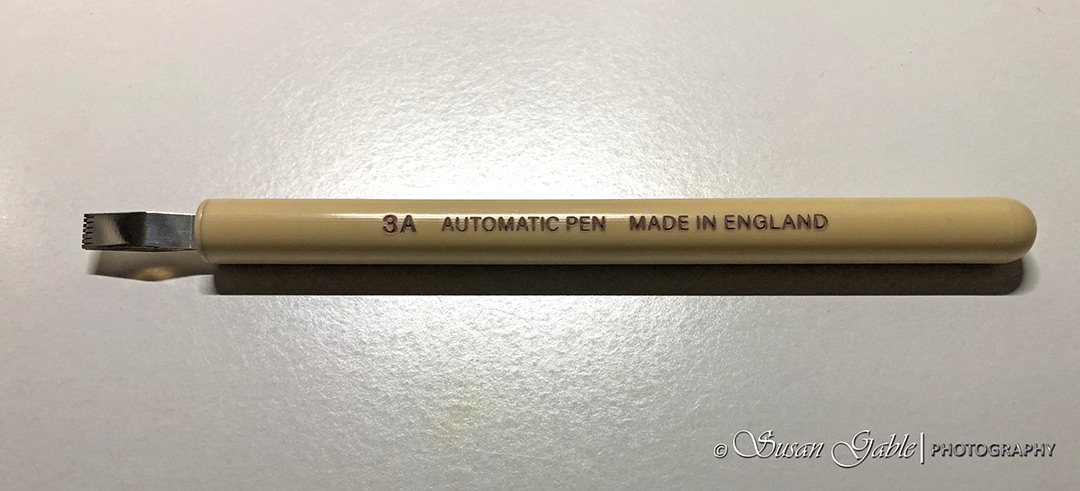 3A AUTOMATIC PEN MADE IN ENGLAND
© Susan Gable | PHOTOGRAPHY